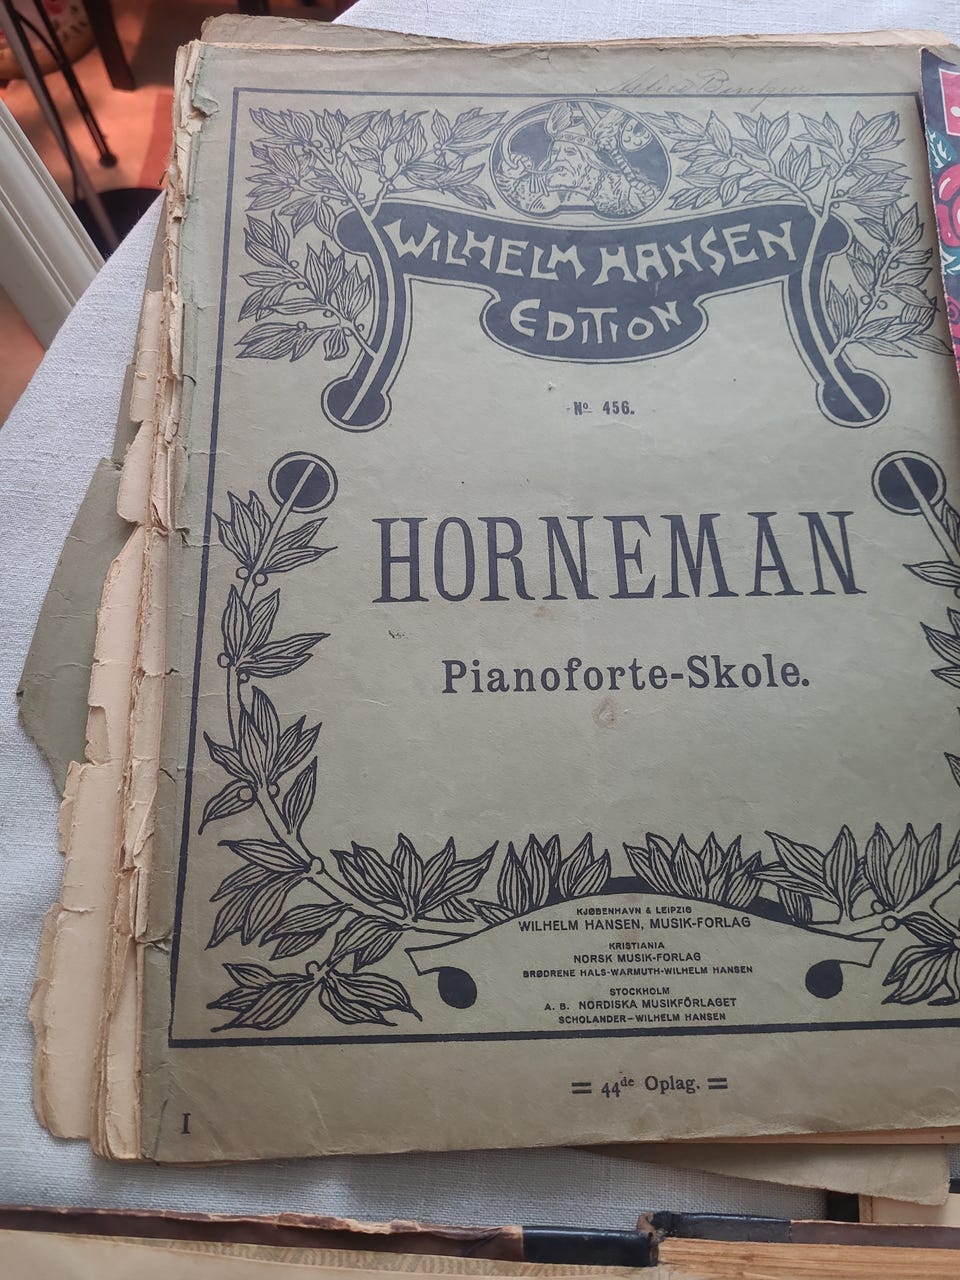 WILHELM HANSEN
EDITION
No 456.
HORNEMAN
Pianoforte-Skole.
KJØBENHAVN & LEIPZIG
WILHELM HANSEN, MUSIK-FORLAG
KRISTIANIA
NORSK MUSIK-FORLAG
BRØDRENE HALS-WARMUTH-WILHELM HANSEN
STOCKHOLM
A. B. NORDISKA MUSIKFÖRLAGET
SCHOLANDER-WILHELM HANSEN
= 44de Oplag. =
I